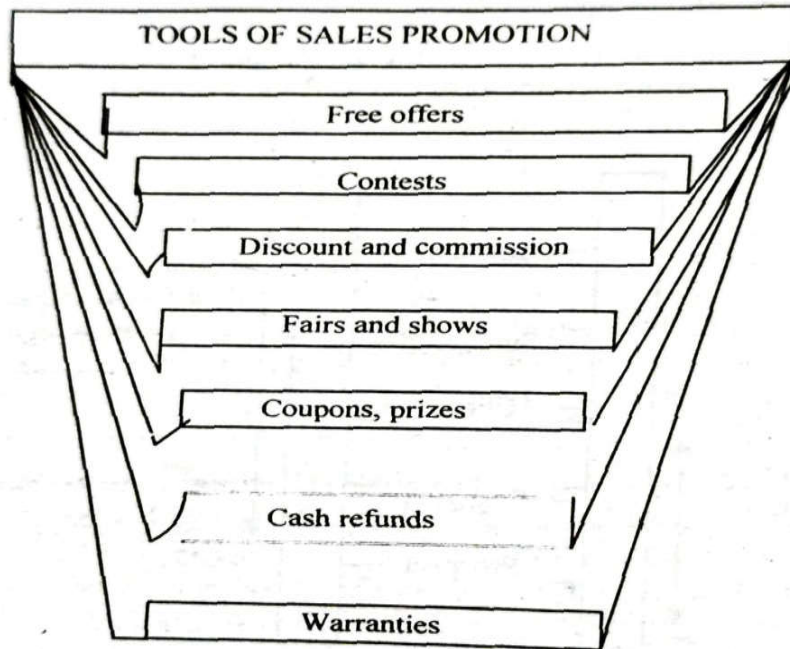 TOOLS OF SALES PROMOTION
Free offers
Contests
Discount and commission
Fairs and shows
Coupons, prizes
Cash refunds
Warranties